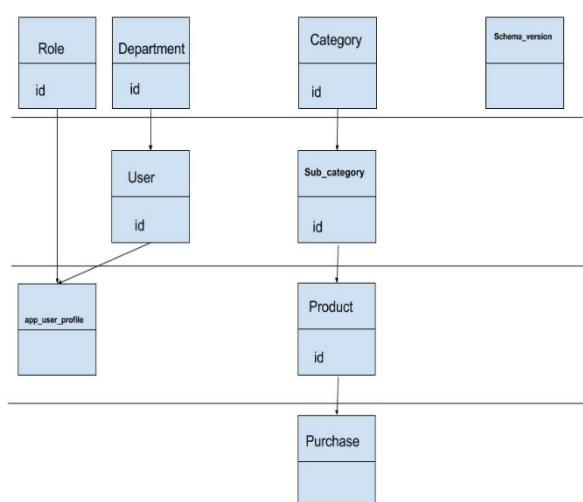 Role
id
Department
id
Category
id
Schema_version
User
id
Sub_category
id
app_user_profile
Product
id
Purchase